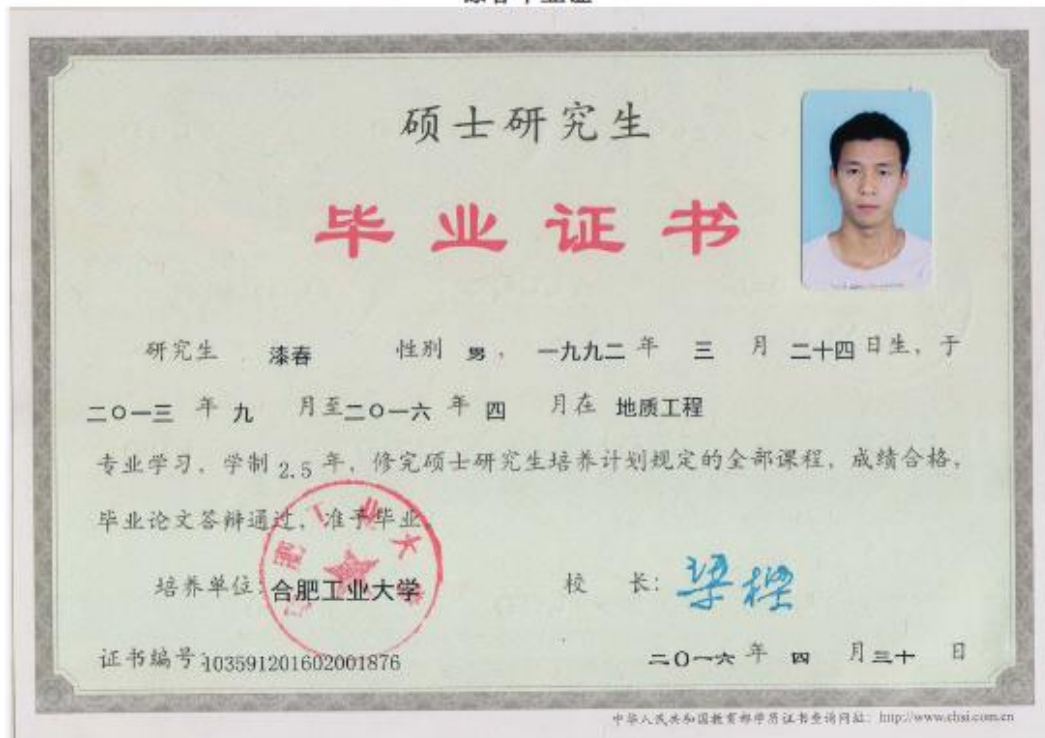 硕士研究生
毕业证书
研究生 漆春 性别 男， 一九九二 年 三 月 二十四 日生，于
二〇一三 年 九 月至 二〇一六 年 四 月在 地质工程
专业学习，学制 2.5 年，修完硕士研究生培养计划规定的全部课程，成绩合格，
毕业论文答辩通过，准予毕业。
培养单位：合肥工业大学 校 长：梁樑
证书编号：103591201602001876 二〇一六 年 四 月 三十 日
中华人民共和国教育部学历证书查询网址：http://www.chsi.com.cn